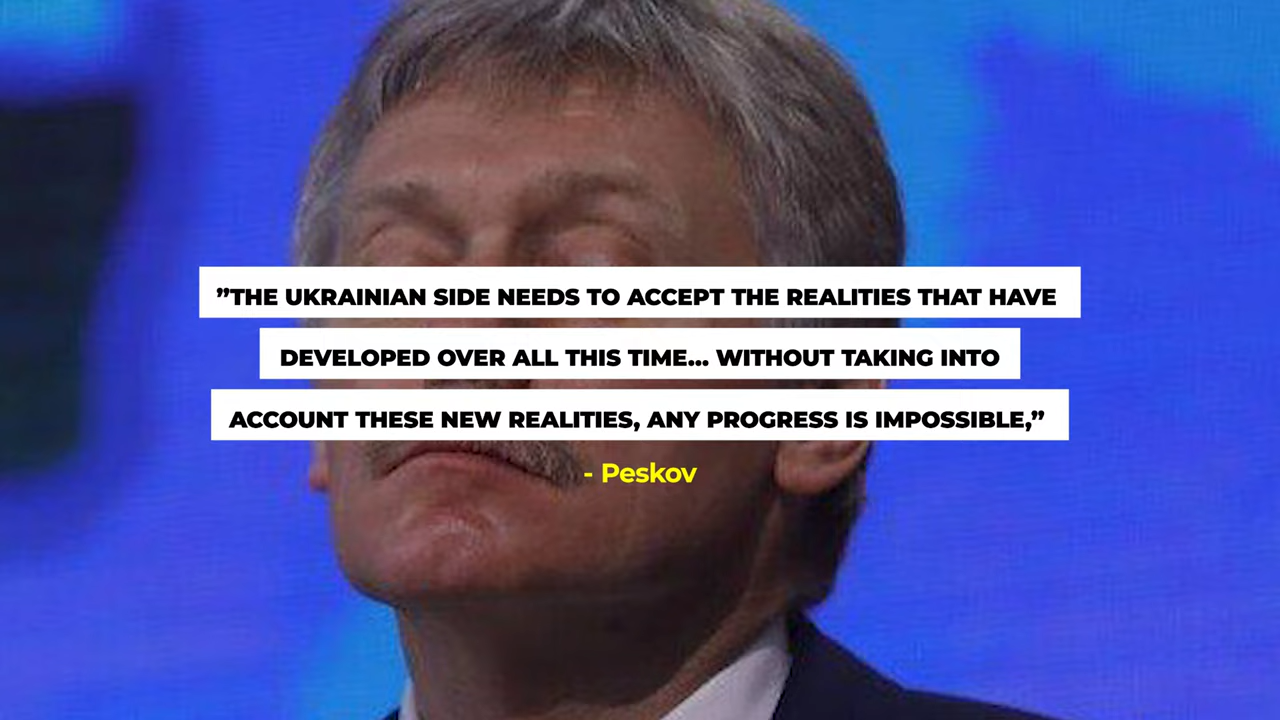 ”THE UKRAINIAN SIDE NEEDS TO ACCEPT THE REALITIES THAT HAVE
DEVELOPED OVER ALL THIS TIME... WITHOUT TAKING INTO
ACCOUNT THESE NEW REALITIES, ANY PROGRESS IS IMPOSSIBLE,”
- Peskov